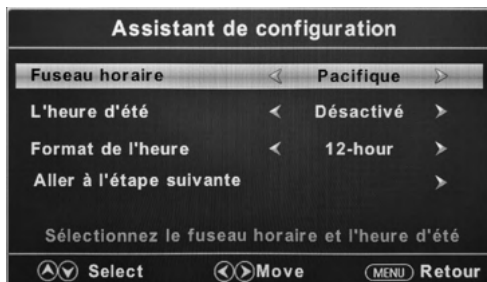 Assistant de configuration
Fuseau horaire Pacifique
L'heure d'été Désactivé
Format de l'heure 12-hour
Aller à l'étape suivante
Sélectionnez le fuseau horaire et l'heure d'été
Select Move MENU Retour